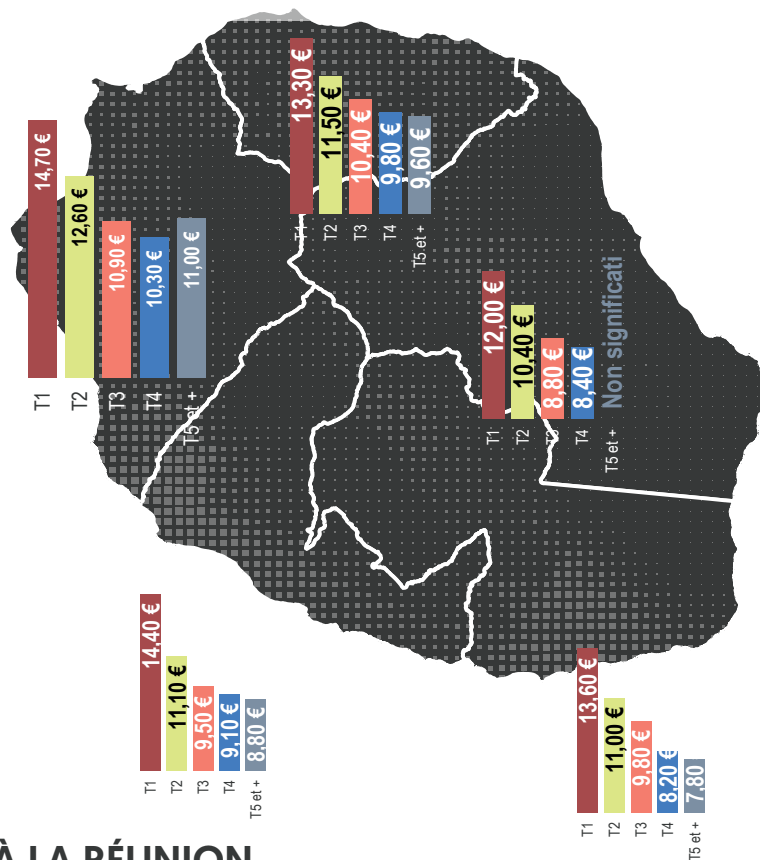 14,70 €
12,60 €
10,90 €
10,30 €
11,00 €
T1
T2
T3
T4
T5 et +
13,30 €
11,50 €
10,40 €
9,80 €
9,60 €
T1
T2
T3
T4
T5 et +
12,00 €
10,40 €
8,80 €
8,40 €
Non significati
T1
T2
T3
T4
T5 et +
14,40 €
11,10 €
9,50 €
9,10 €
8,80 €
T1
T2
T3
T4
T5 et +
13,60 €
11,00 €
9,80 €
8,20 €
7,80
T1
T2
T3
T4
T5 et +
À LA RÉUNION